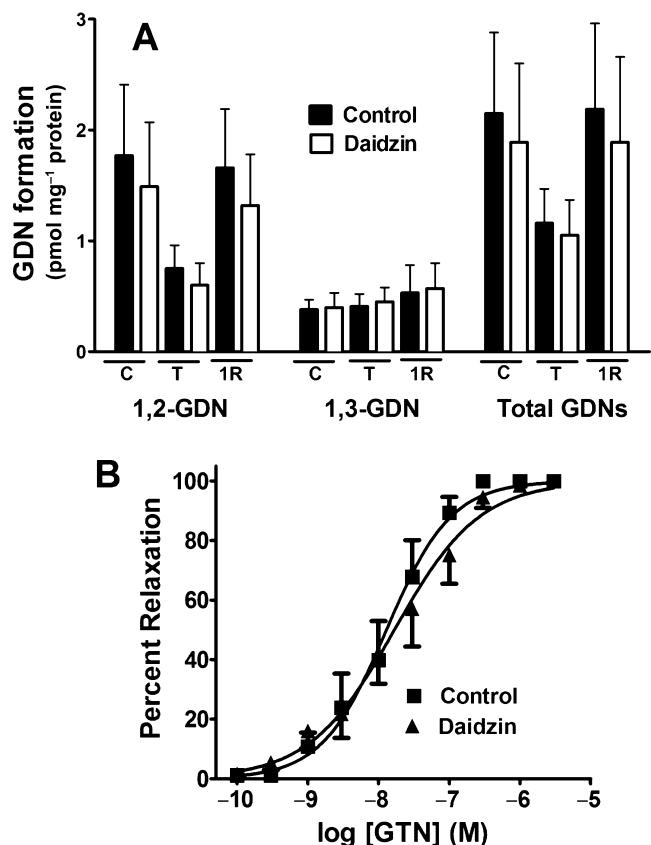 A
3
2
1
0
GDN formation
(pmol mg⁻¹ protein)
Control
Daidzin
C T 1R C T 1R C T 1R
1,2-GDN 1,3-GDN Total GDNs
B
100
80
60
40
20
0
Percent Relaxation
Control
Daidzin
−10 −9 −8 −7 −6 −5
log [GTN] (M)